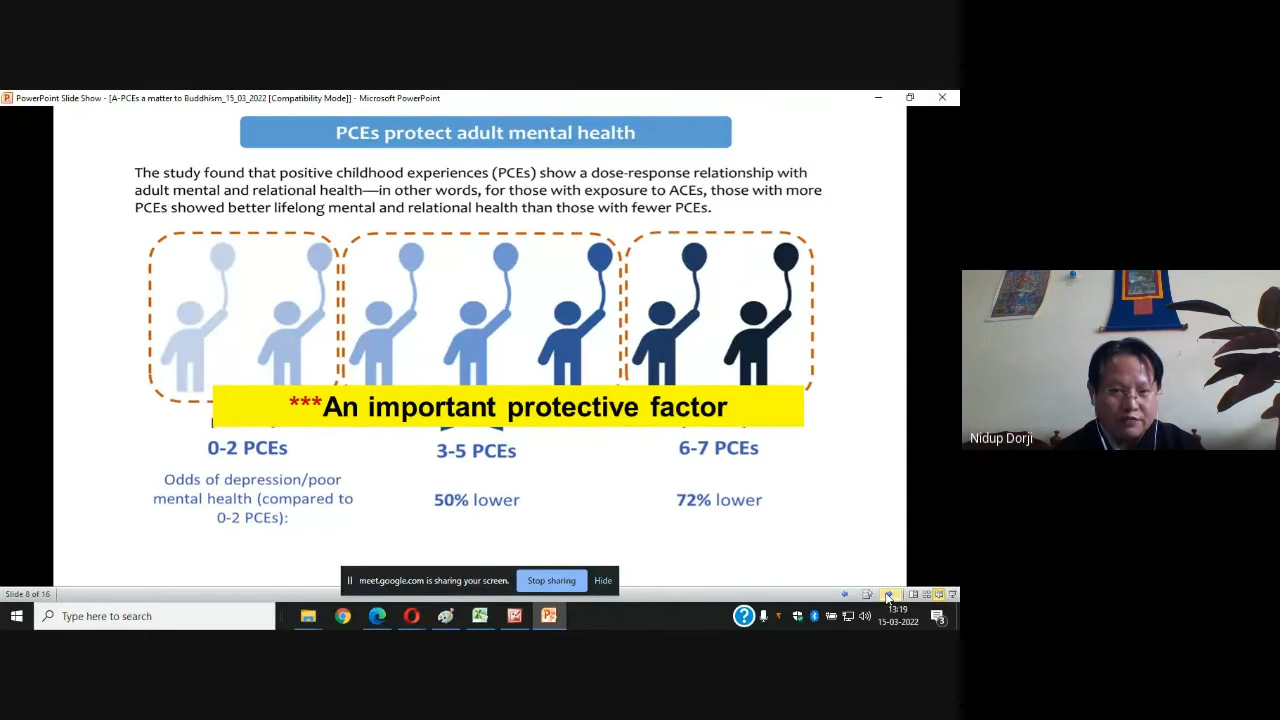 PowerPoint Slide Show - [A-PCEs a matter to Buddhism_15_03_2022 [Compatibility Mode]] - Microsoft PowerPoint
PCEs protect adult mental health
The study found that positive childhood experiences (PCEs) show a dose-response relationship with
adult mental and relational health—in other words, for those with exposure to ACEs, those with more
PCEs showed better lifelong mental and relational health than those with fewer PCEs.
***An important protective factor
0-2 PCEs
3-5 PCEs
6-7 PCEs
Odds of depression/poor
mental health (compared to
0-2 PCEs):
50% lower
72% lower
Nidup Dorji
meet.google.com is sharing your screen.
Stop sharing
Hide
Slide 8 of 16
Type here to search
13:19
15-03-2022
3